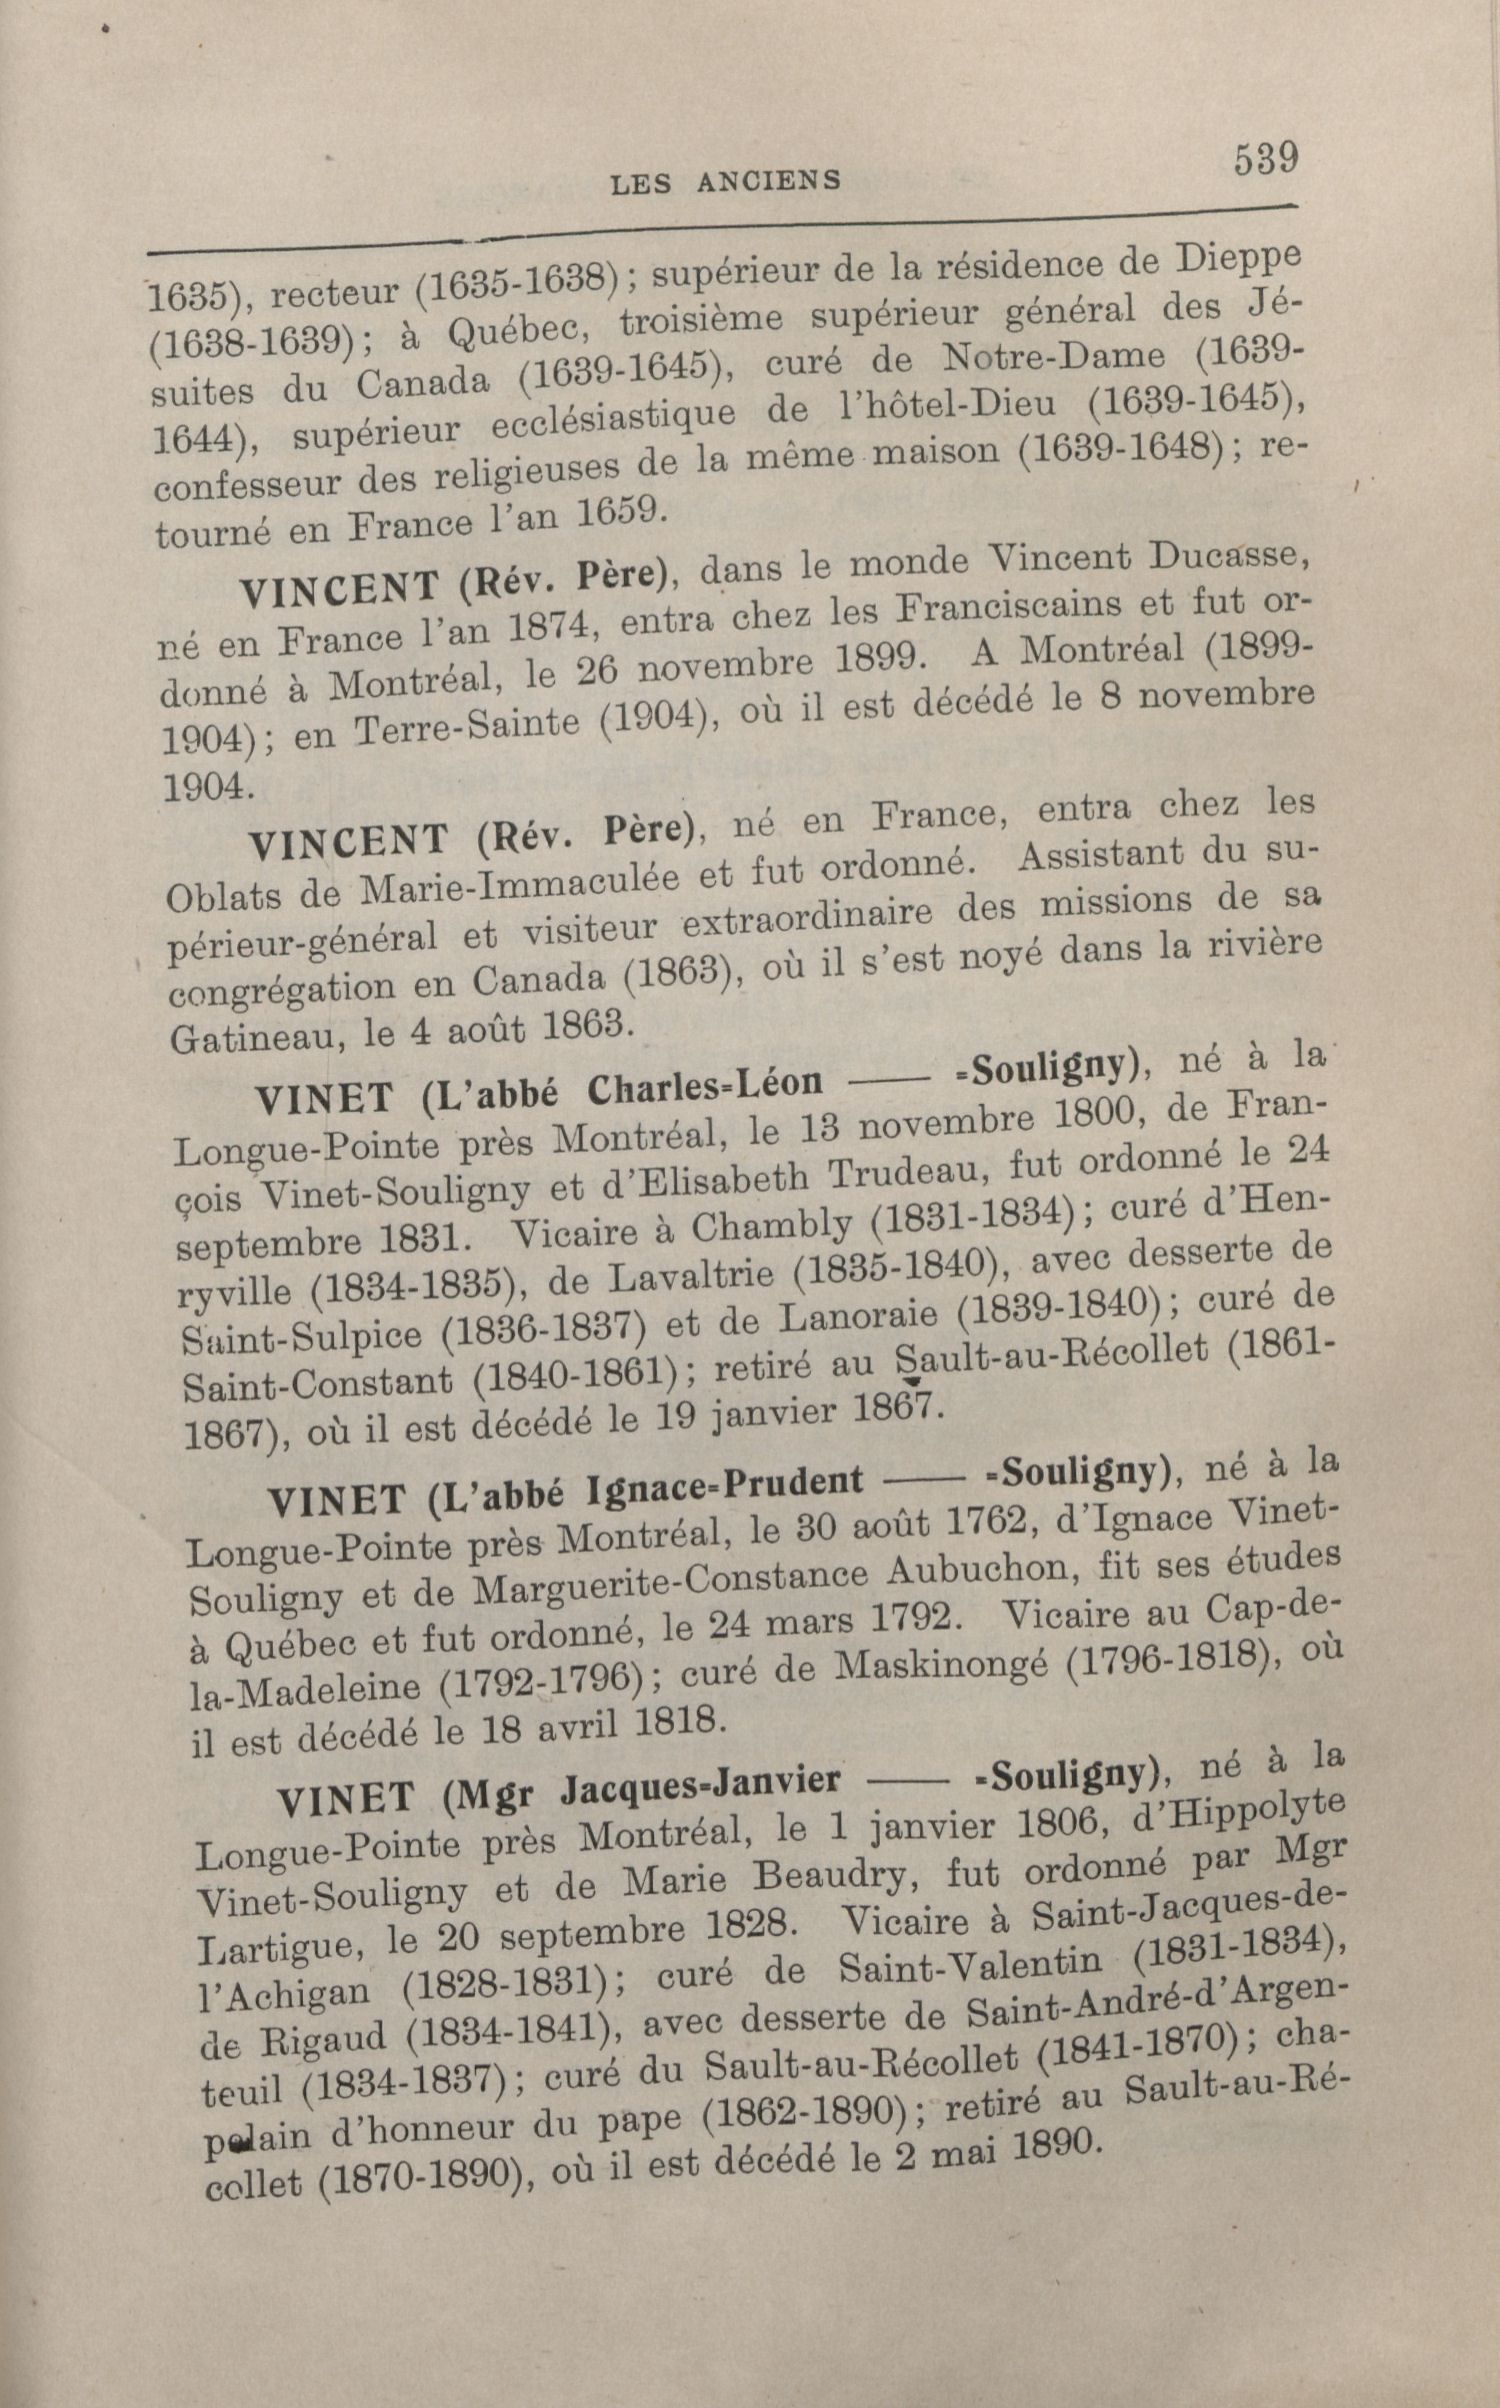 LES ANCIENS 539
1635), recteur (1635-1638); supérieur de la résidence de Dieppe
(1638-1639); à Québec, troisième supérieur général des Jé-
suites du Canada (1639-1645), curé de Notre-Dame (1639-
1644), supérieur ecclésiastique de l'hôtel-Dieu (1639-1645),
confesseur des religieuses de la même maison (1639-1648); re-
tourné en France l'an 1659.
VINCENT (Rév. Père), dans le monde Vincent Ducasse,
né en France l'an 1874, entra chez les Franciscains et fut or-
donné à Montréal, le 26 novembre 1899. A Montréal (1899-
1904); en Terre-Sainte (1904), où il est décédé le 8 novembre
1904.
VINCENT (Rév. Père), né en France, entra chez les
Oblats de Marie-Immaculée et fut ordonné. Assistant du su-
périeur-général et visiteur extraordinaire des missions de sa
congrégation en Canada (1863), où il s'est noyé dans la rivière
Gatineau, le 4 août 1863.
VINET (L'abbé Charles-Léon —— -Souligny), né à la
Longue-Pointe près Montréal, le 13 novembre 1800, de Fran-
çois Vinet-Souligny et d'Elisabeth Trudeau, fut ordonné le 24
septembre 1831. Vicaire à Chambly (1831-1834); curé d'Hen-
ryville (1834-1835), de Lavaltrie (1835-1840), avec desserte de
Saint-Sulpice (1836-1837) et de Lanoraie (1839-1840); curé de
Saint-Constant (1840-1861); retiré au Sault-au-Récollet (1861-
1867), où il est décédé le 19 janvier 1867.
VINET (L'abbé Ignace-Prudent —— -Souligny), né à la
Longue-Pointe près Montréal, le 30 août 1762, d'Ignace Vinet-
Souligny et de Marguerite-Constance Aubuchon, fit ses études
à Québec et fut ordonné, le 24 mars 1792. Vicaire au Cap-de-
la-Madeleine (1792-1796); curé de Maskinongé (1796-1818), où
il est décédé le 18 avril 1818.
VINET (Mgr Jacques-Janvier —— -Souligny), né à la
Longue-Pointe près Montréal, le 1 janvier 1806, d'Hippolyte
Vinet-Souligny et de Marie Beaudry, fut ordonné par Mgr
Lartigue, le 20 septembre 1828. Vicaire à Saint-Jacques-de-
l'Achigan (1828-1831); curé de Saint-Valentin (1831-1834),
de Rigaud (1834-1841), avec desserte de Saint-André-d'Argen-
teuil (1834-1837); curé du Sault-au-Récollet (1841-1870); cha-
pelain d'honneur du pape (1862-1890); retiré au Sault-au-Ré-
collet (1870-1890), où il est décédé le 2 mai 1890.